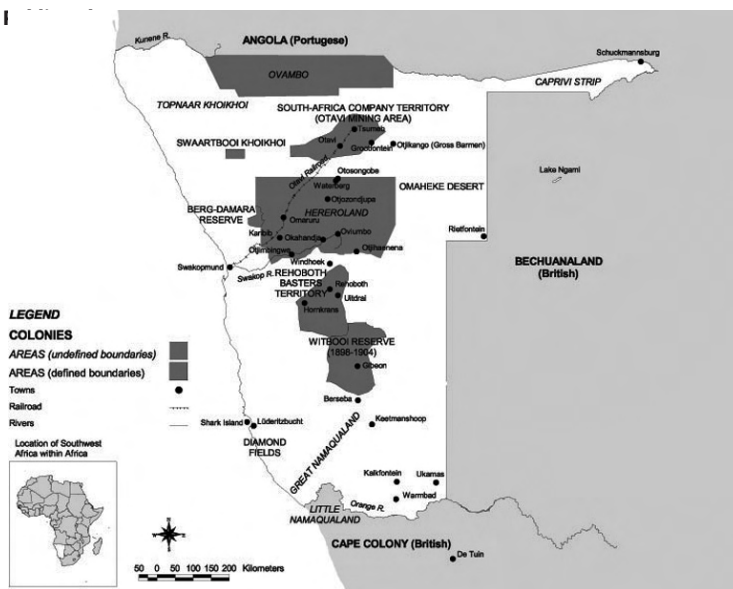 Kunene R.
ANGOLA (Portugese)
Schuckmannsburg
OVAMBO
CAPRIVI STRIP
TOPNAAR KHOIKHOI
SOUTH-AFRICA COMPANY TERRITORY
(OTAVI MINING AREA)
Tsumeb
SWAARTBOOI KHOIKHOI
Otavi
Grootfontein
Otjikango (Gross Barmen)
Otavi Railroad
Otosongobe
Waterberg
OMAHEKE DESERT
Lake Ngami
Otjozondjupa
HEREROLAND
BERG-DAMARA
RESERVE
Omaruru
Karibib
Okahandja
Oviumbo
Rietfontein
Otjimbingwe
Otjihaenena
Windhoek
Swakopmund
Swakop R.
BECHUANALAND
(British)
REHOBOTH
BASTERS
TERRITORY
Rehoboth
Uitdrai
Hornkrans
LEGEND
COLONIES
AREAS (undefined boundaries)
AREAS (defined boundaries)
Towns
Railroad
Rivers
WITBOOI RESERVE
(1898-1904)
Gibeon
Berseba
Shark Island
Lüderitzbucht
Keetmanshoop
DIAMOND
FIELDS
GREAT NAMAQUALAND
Location of Southwest
Africa within Africa
Kalkfontein
Ukamas
Warmbad
LITTLE
NAMAQUALAND
Orange R.
CAPE COLONY (British)
De Tuin
50 0 50 100 150 200 Kilometers